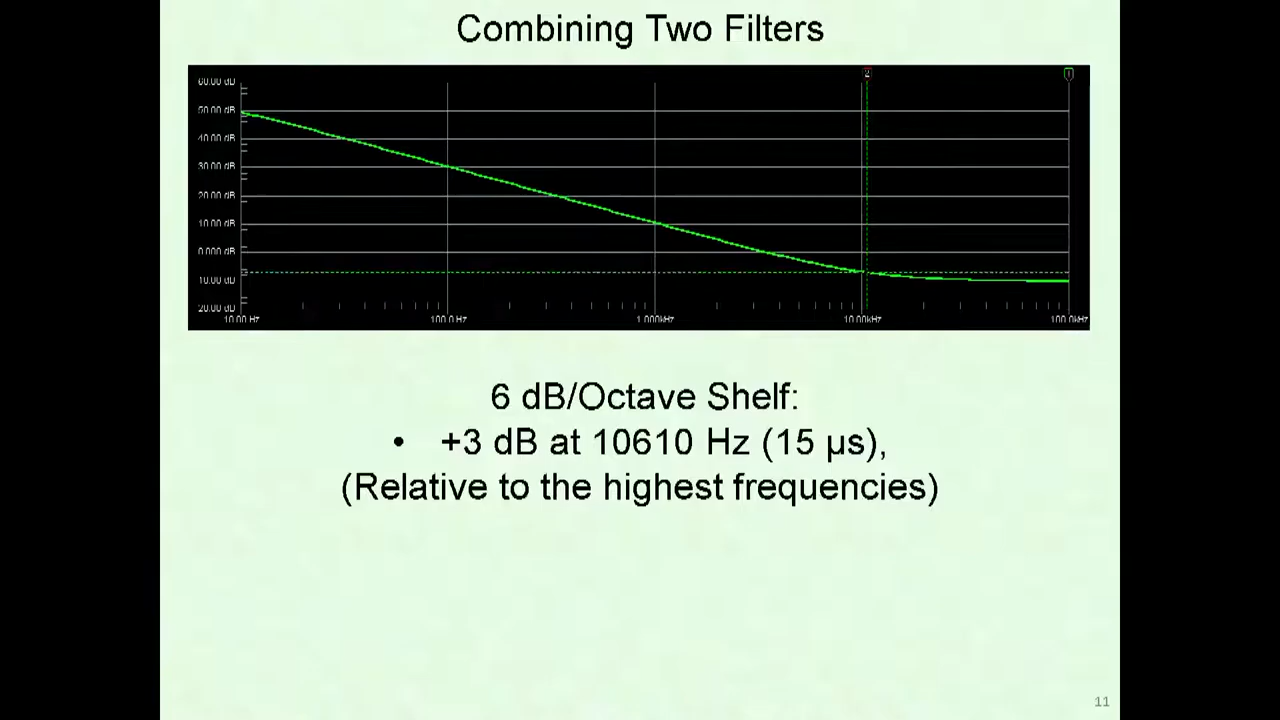 Combining Two Filters
60.00 dB
2
50.00 dB
40.00 dB
30.00 dB
20.00 dB
10.00 dB
0.000 dB
10.00 dB
20.00 dB
10.00 Hz 100.0 Hz 1.000kHz 10.00kHz 100.0kHz
6 dB/Octave Shelf:
• +3 dB at 10610 Hz (15 µs),
(Relative to the highest frequencies)
11